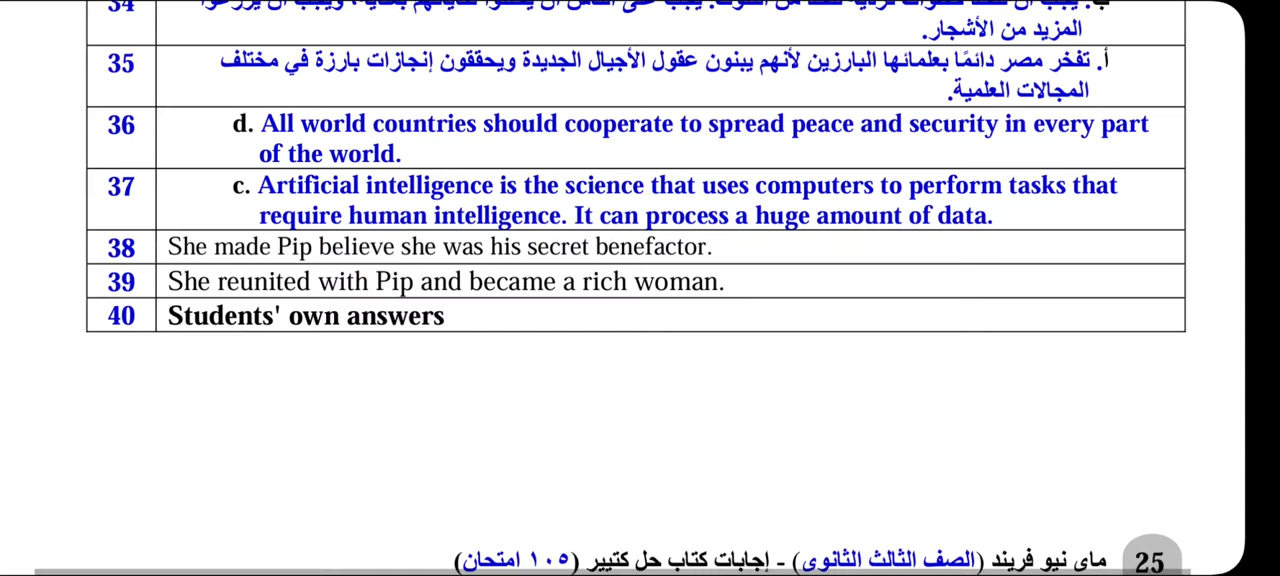 34
المزيد من الأشجار.
35 أ. تفخر مصر دائمًا بعلمائها البارزين لأنهم يبنون عقول الأجيال الجديدة ويحققون إنجازات بارزة في مختلف
المجالات العلمية.
36 d. All world countries should cooperate to spread peace and security in every part
of the world.
37 c. Artificial intelligence is the science that uses computers to perform tasks that
require human intelligence. It can process a huge amount of data.
38 She made Pip believe she was his secret benefactor.
39 She reunited with Pip and became a rich woman.
40 Students' own answers
ماى نيو فريند (الصف الثالث الثانوى) - إجابات كتاب حل كتيير (١٠٥ امتحان) 25